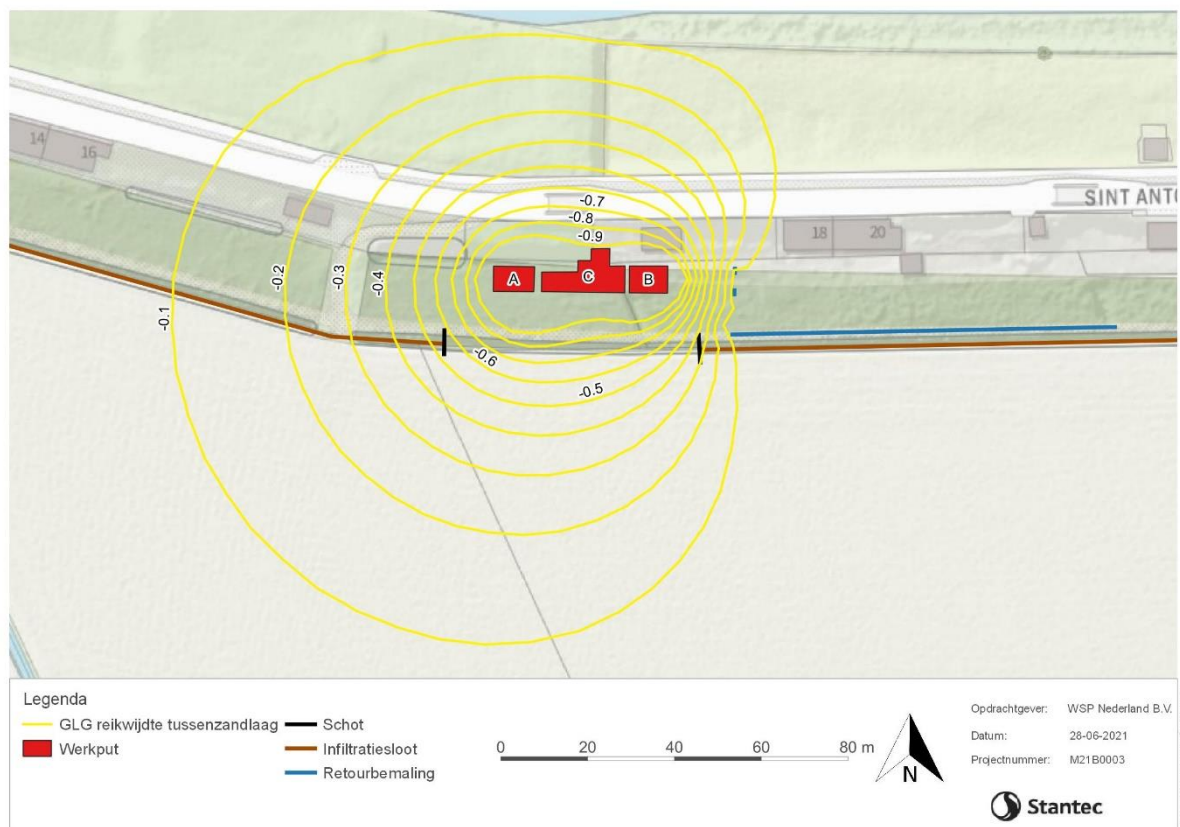 14
16
SINT ANTO
-0.7
-0.8
-0.9
18
20
A
C
B
-0.1
-0.2
-0.3
-0.4
-0.6
-0.5
Legenda
GLG reikwijdte tussenzandlaag
Werkput
Schot
Infiltratiesloot
Retourbemaling
0 20 40 60 80 m
N
Opdrachtgever: WSP Nederland B.V.
Datum: 28-06-2021
Projectnummer: M21B0003
Stantec